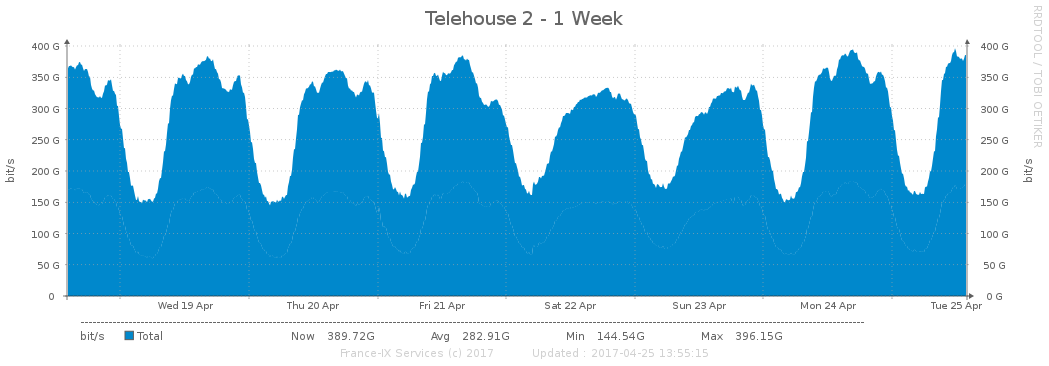 Telehouse 2 - 1 Week
RRDTOOL / TOBI OETIKER
bit/s
400 G
350 G
300 G
250 G
200 G
150 G
100 G
50 G
0
400 G
350 G
300 G
250 G
200 G
150 G
100 G
50 G
0 G
bit/s
Wed 19 Apr Thu 20 Apr Fri 21 Apr Sat 22 Apr Sun 23 Apr Mon 24 Apr Tue 25 Apr
bit/s Total Now 389.72G Avg 282.91G Min 144.54G Max 396.15G
France-IX Services (c) 2017 Updated : 2017-04-25 13:55:15